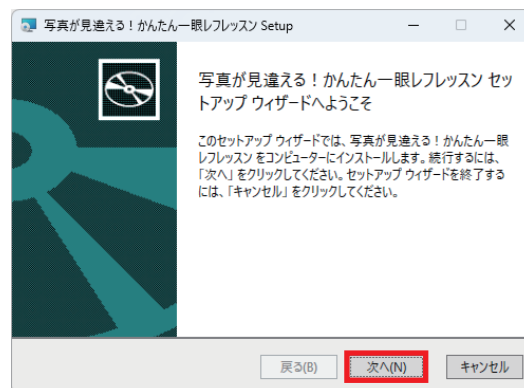 写真が見違える！かんたん一眼レフレッスン Setup
写真が見違える！かんたん一眼レフレッスン セッ
トアップ ウィザードへようこそ
このセットアップ ウィザードでは、写真が見違える！かんたん一眼
レフレッスン をコンピューターにインストールします。続行するには、
「次へ」をクリックしてください。セットアップ ウィザードを終了する
には、「キャンセル」をクリックしてください。
戻る(B)
次へ(N)
キャンセル